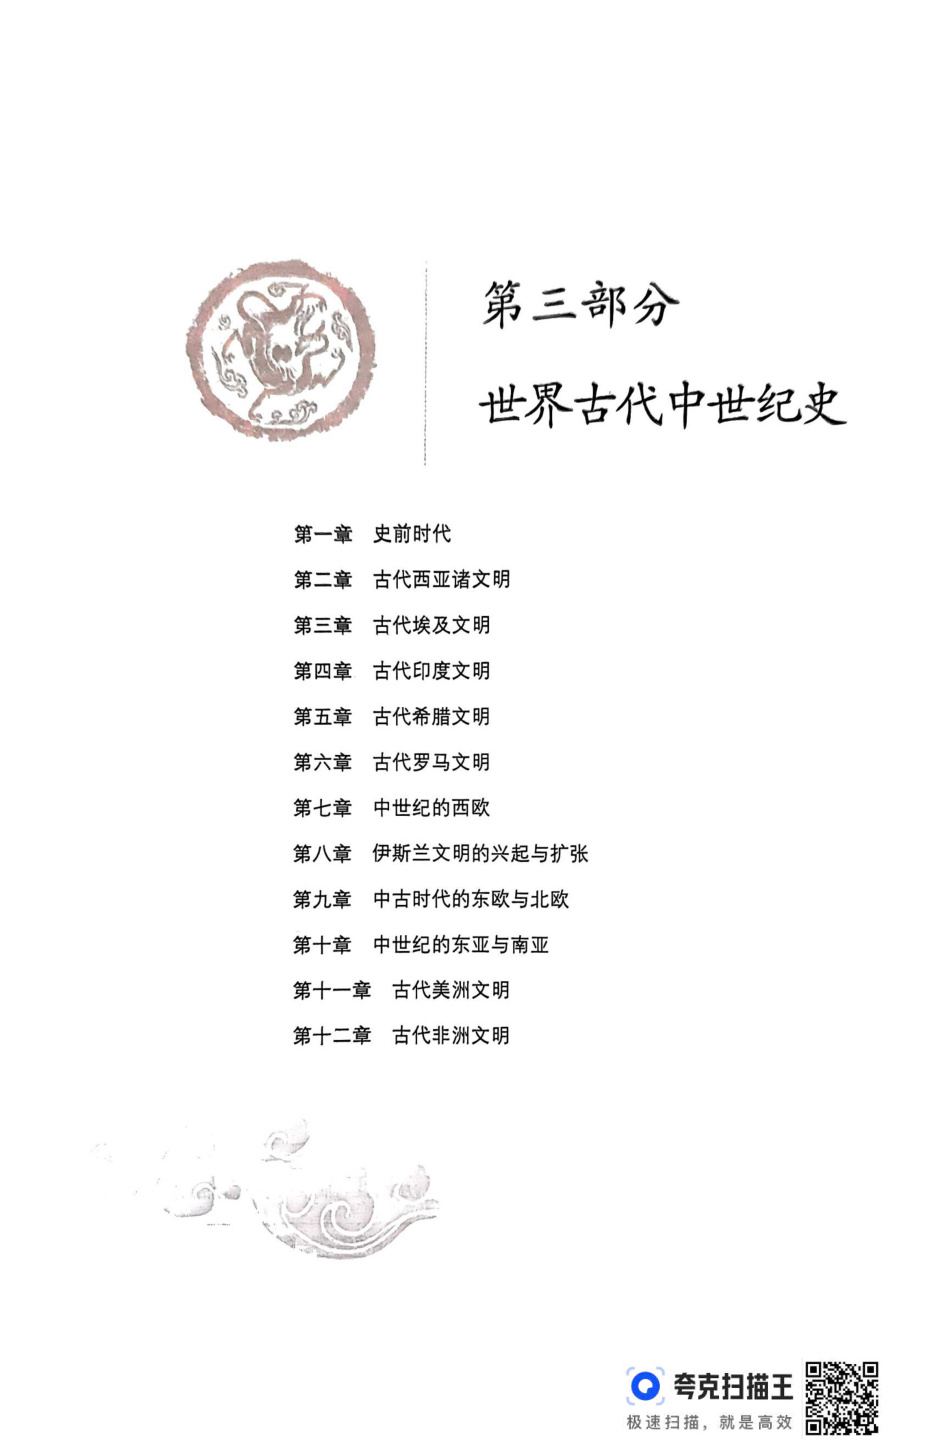 第三部分
世界古代中世纪史
第一章 史前时代
第二章 古代西亚诸文明
第三章 古代埃及文明
第四章 古代印度文明
第五章 古代希腊文明
第六章 古代罗马文明
第七章 中世纪的西欧
第八章 伊斯兰文明的兴起与扩张
第九章 中古时代的东欧与北欧
第十章 中世纪的东亚与南亚
第十一章 古代美洲文明
第十二章 古代非洲文明
夸克扫描王
极速扫描，就是高效